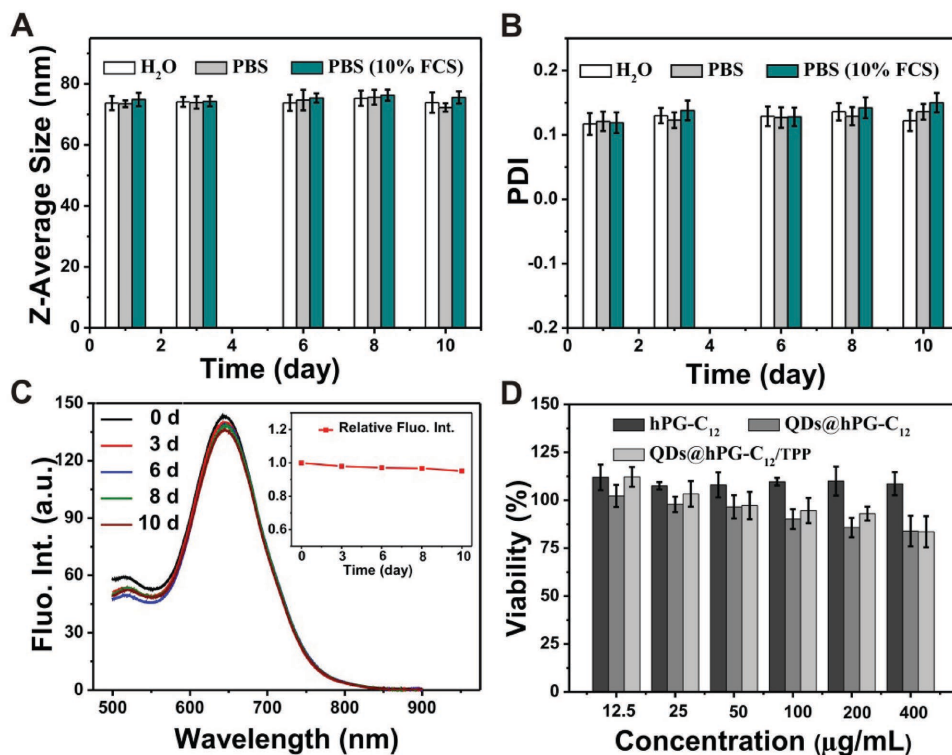 A
H₂O PBS PBS (10% FCS)
Z-Average Size (nm)
80
60
40
20
0
0 2 4 6 8 10
Time (day)
B
H₂O PBS PBS (10% FCS)
PDI
0.2
0.1
0.0
-0.1
-0.2
0 2 4 6 8 10
Time (day)
C
0 d
3 d
6 d
8 d
10 d
Fluo. Int. (a.u.)
150
120
90
60
30
0
500 600 700 800 900
Wavelength (nm)
Relative Fluo. Int.
1.2
1.0
0.8
0.6
0 3 6 8 10
Time (day)
D
hPG-C₁₂ QDs@hPG-C₁₂
QDs@hPG-C₁₂/TPP
Viability (%)
150
125
100
75
50
25
0
12.5 25 50 100 200 400
Concentration (μg/mL)